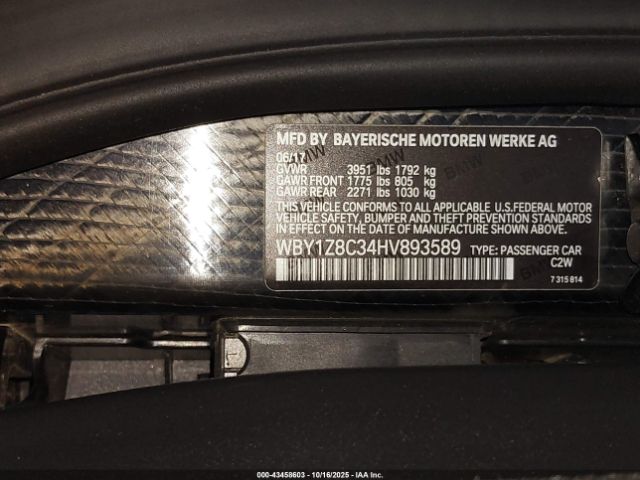 MFD BY BAYERISCHE MOTOREN WERKE AG
06/17
GVWR 3951 lbs 1792 kg
GAWR FRONT 1775 lbs 805 kg
GAWR REAR 2271 lbs 1030 kg
THIS VEHICLE CONFORMS TO ALL APPLICABLE U.S.FEDERAL MOTOR
VEHICLE SAFETY, BUMPER AND THEFT PREVENTION STANDARDS
IN EFFECT ON THE DATE OF MANUFACTURE SHOWN ABOVE.
WBY1Z8C34HV893589 TYPE: PASSENGER CAR
C2W
7 315 814
000-43458603 - 10/16/2025 - IAA Inc.